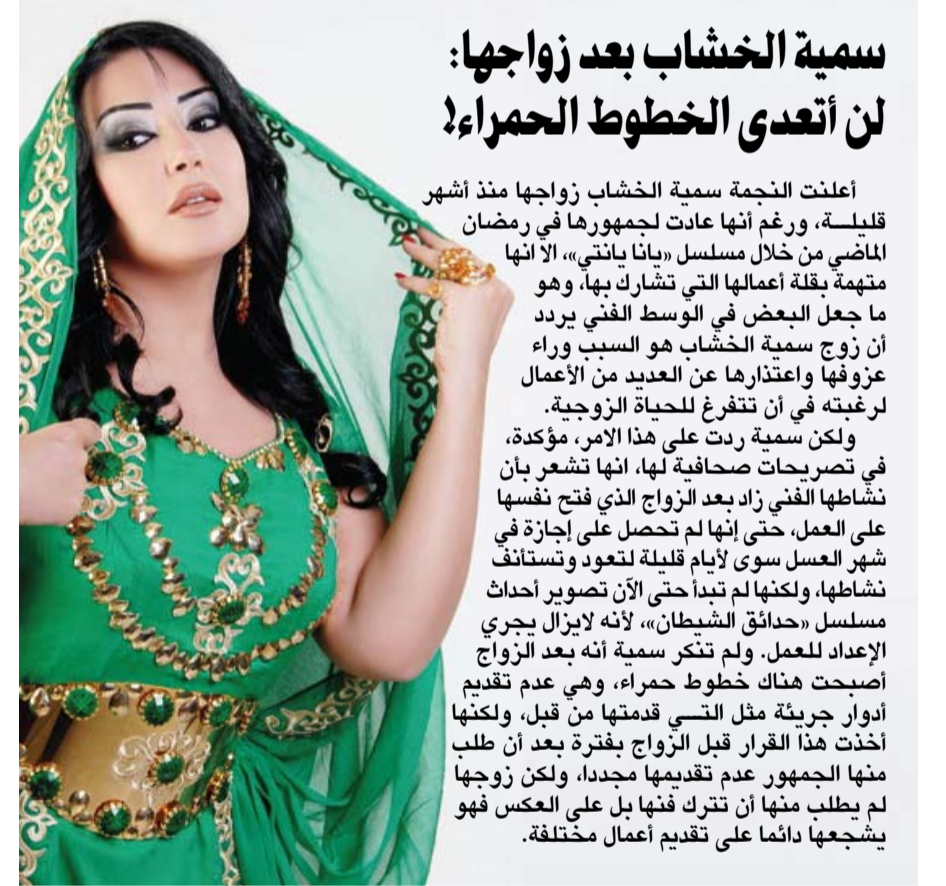 سمية الخشاب بعد زواجها:
لن أتعدى الخطوط الحمراء!
أعلنت النجمة سمية الخشاب زواجها منذ أشهر
قليلـــة، ورغم أنها عادت لجمهورها في رمضان
الماضي من خلال مسلسل «يانا يانتي»، الا انها
متهمة بقلة أعمالها التي تشارك بها، وهو
ما جعل البعض في الوسط الفني يردد
أن زوج سمية الخشاب هو السبب وراء
عزوفها واعتذارها عن العديد من الأعمال
لرغبته في أن تتفرغ للحياة الزوجية.
ولكن سمية ردت على هذا الامر، مؤكدة،
في تصريحات صحافية لها، انها تشعر بأن
نشاطها الفني زاد بعد الزواج الذي فتح نفسها
على العمل، حتى إنها لم تحصل على إجازة في
شهر العسل سوى لأيام قليلة لتعود وتستأنف
نشاطها، ولكنها لم تبدأ حتى الآن تصوير أحداث
مسلسل «حدائق الشيطان»، لأنه لايزال يجري
الإعداد للعمل. ولم تنكر سمية أنه بعد الزواج
أصبحت هناك خطوط حمراء، وهي عدم تقديم
أدوار جريئة مثل التـــي قدمتها من قبل، ولكنها
أخذت هذا القرار قبل الزواج بفترة بعد أن طلب
منها الجمهور عدم تقديمها مجددا، ولكن زوجها
لم يطلب منها أن تترك فنها بل على العكس فهو
يشجعها دائما على تقديم أعمال مختلفة.